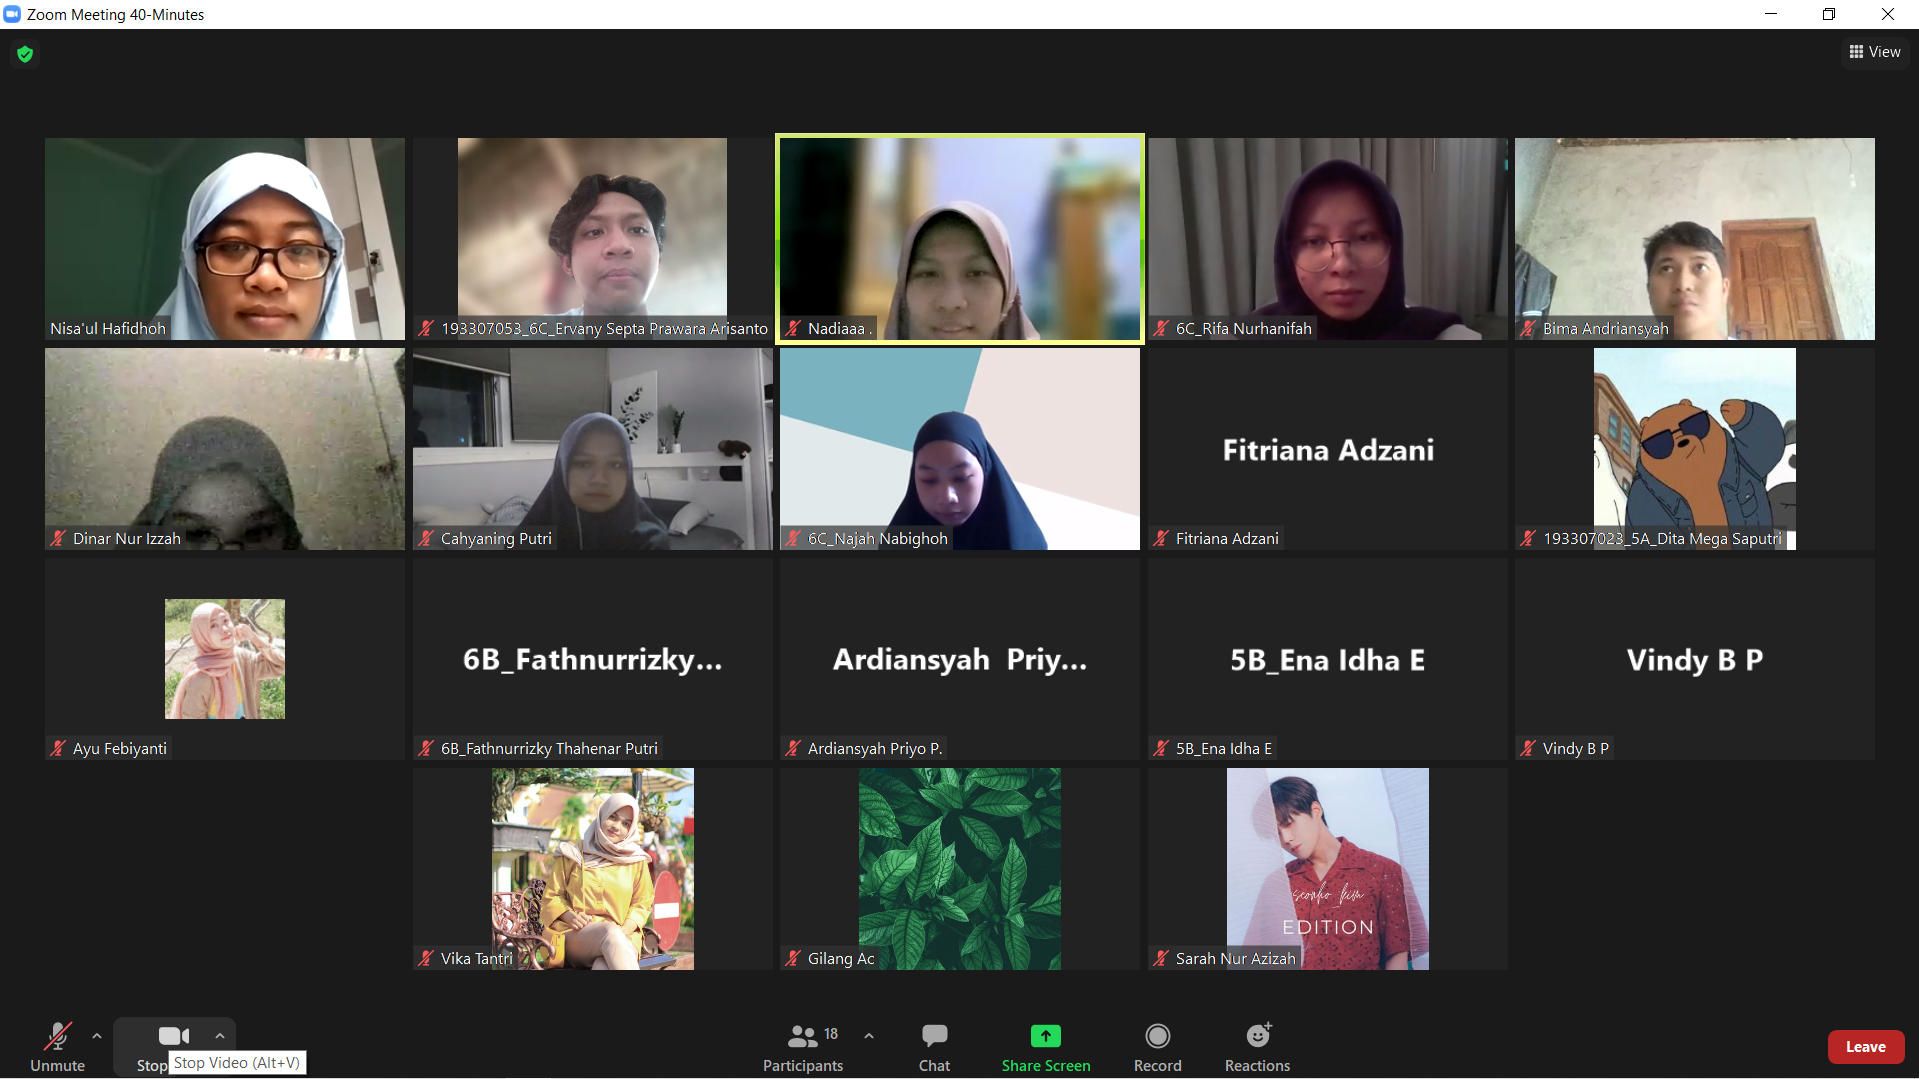 Zoom Meeting 40-Minutes
View
Nisa'ul Hafidhoh
193307053_6C_Ervany Septa Prawara Arisanto
Nadiaaa .
6C_Rifa Nurhanifah
Bima Andriansyah
Dinar Nur Izzah
Cahyaning Putri
6C_Najah Nabighoh
Fitriana Adzani
Fitriana Adzani
193307023_5A_Dita Mega Saputri
Ayu Febiyanti
6B_Fathnurrizky...
6B_Fathnurrizky Thahenar Putri
Ardiansyah Priy...
Ardiansyah Priyo P.
5B_Ena Idha E
5B_Ena Idha E
Vindy B P
Vindy B P
Vika Tantri
Gilang Ac
seonho_kim
EDITION
Sarah Nur Azizah
Unmute
Stop
Stop Video (Alt+V)
18
Participants
Chat
Share Screen
Record
Reactions
Leave